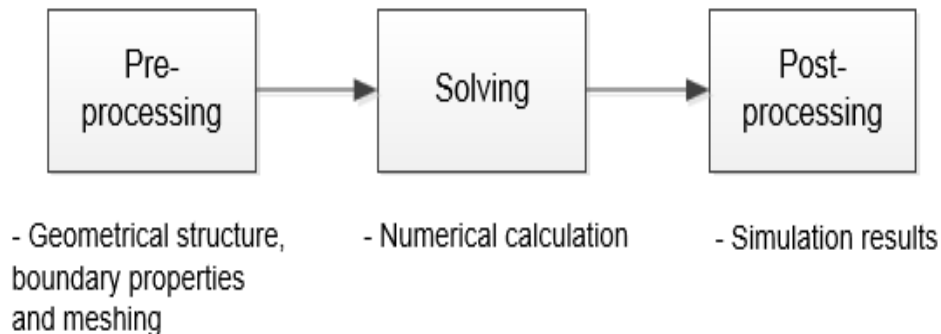 Pre-
processing
Solving
Post-
processing
- Geometrical structure,
boundary properties
and meshing
- Numerical calculation
- Simulation results